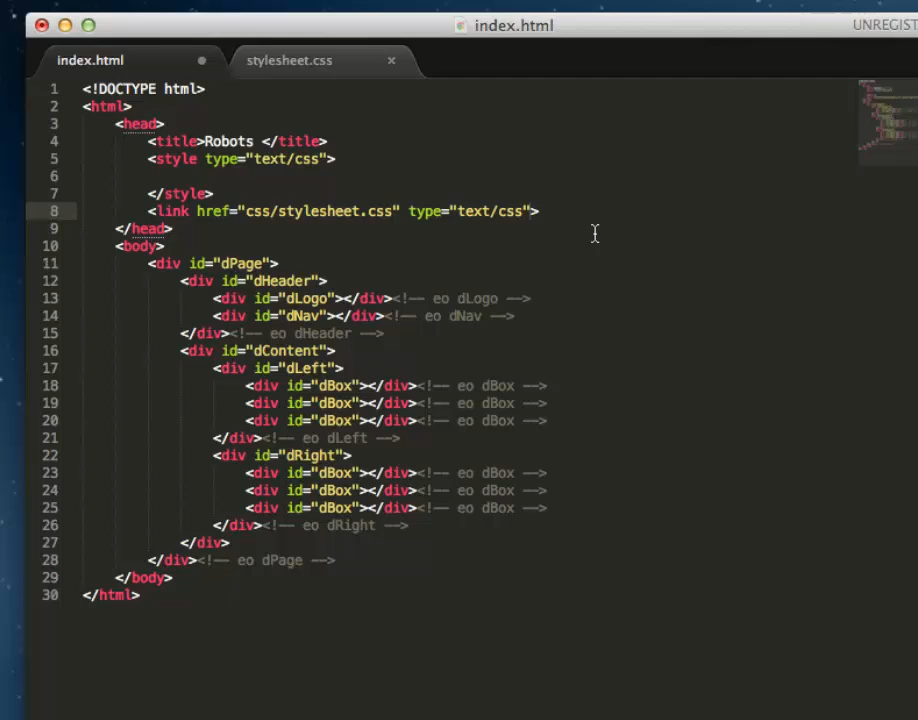 index.html
UNREGIST
index.html
stylesheet.css
1 <!DOCTYPE html>
2 <html>
3 <head>
4 <title>Robots </title>
5 <style type="text/css">
6
7 </style>
8 <link href="css/stylesheet.css" type="text/css">
9 </head>
10 <body>
11 <div id="dPage">
12 <div id="dHeader">
13 <div id="dLogo"></div><!-- eo dLogo -->
14 <div id="dNav"></div><!-- eo dNav -->
15 </div><!-- eo dHeader -->
16 <div id="dContent">
17 <div id="dLeft">
18 <div id="dBox"></div><!-- eo dBox -->
19 <div id="dBox"></div><!-- eo dBox -->
20 <div id="dBox"></div><!-- eo dBox -->
21 </div><!-- eo dLeft -->
22 <div id="dRight">
23 <div id="dBox"></div><!-- eo dBox -->
24 <div id="dBox"></div><!-- eo dBox -->
25 <div id="dBox"></div><!-- eo dBox -->
26 </div><!-- eo dRight -->
27 </div>
28 </div><!-- eo dPage -->
29 </body>
30 </html>